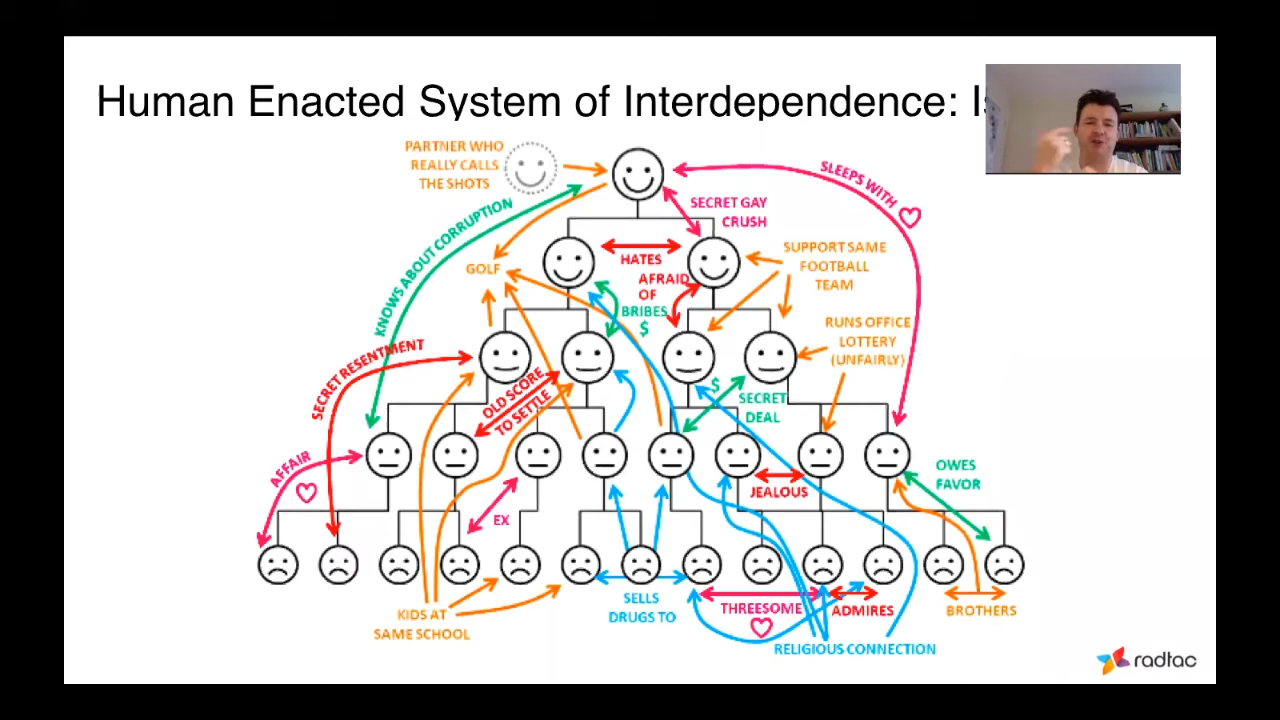 Human Enacted System of Interdependence:
PARTNER WHO
REALLY CALLS
THE SHOTS
SLEEPS WITH
SECRET GAY
CRUSH
KNOWS ABOUT CORRUPTION
HATES
SUPPORT SAME
FOOTBALL
TEAM
GOLF
AFRAID
OF
BRIBES
$
RUNS OFFICE
LOTTERY
(UNFAIRLY)
SECRET RESENTMENT
OLD SCORE
TO SETTLE
$
SECRET
DEAL
AFFAIR
JEALOUS
OWES
FAVOR
EX
SELLS
DRUGS TO
THREESOME
ADMIRES
BROTHERS
KIDS AT
SAME SCHOOL
RELIGIOUS CONNECTION
radtac